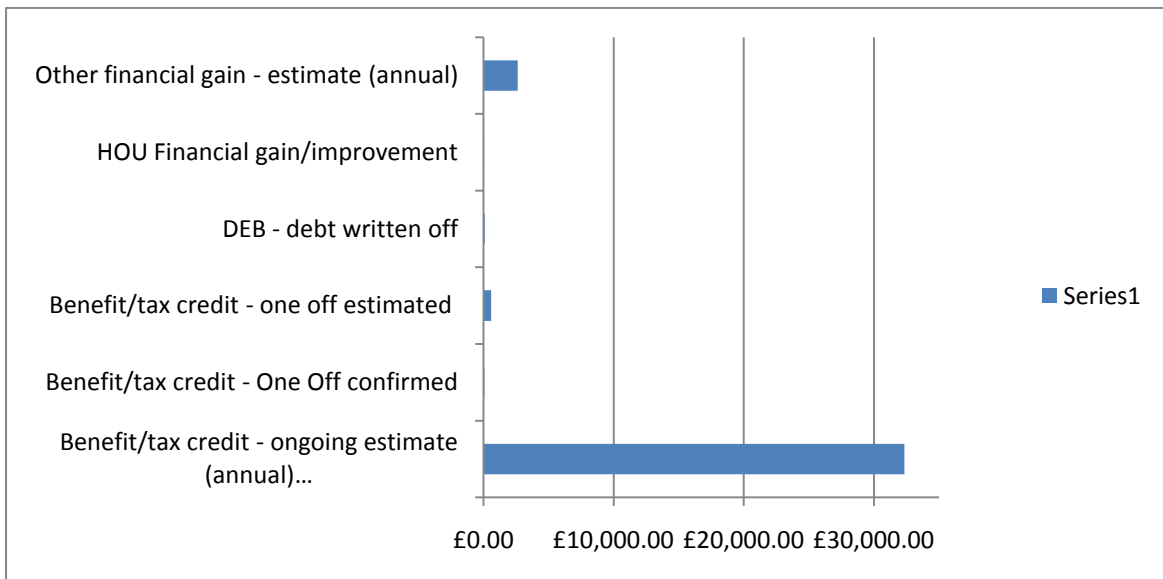 Other financial gain - estimate (annual)
HOU Financial gain/improvement
DEB - debt written off
Benefit/tax credit - one off estimated
Benefit/tax credit - One Off confirmed
Benefit/tax credit - ongoing estimate
(annual)...
Series1
£0.00 £10,000.00 £20,000.00 £30,000.00